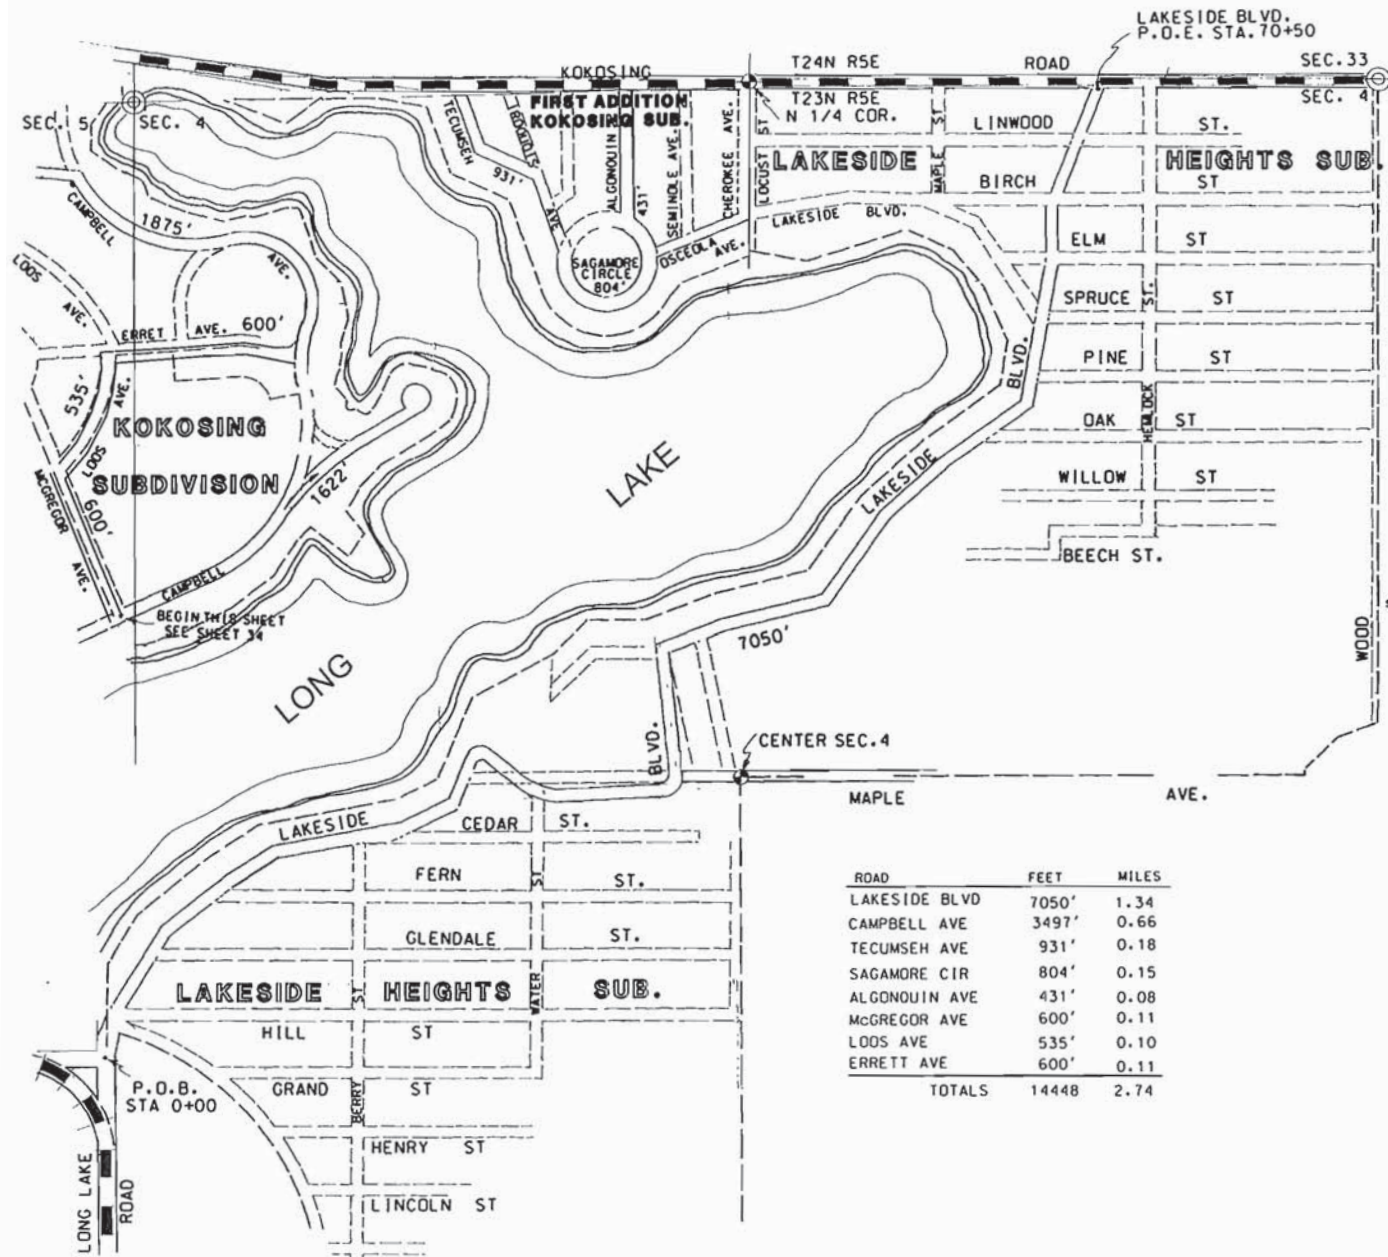 LAKESIDE BLVD.
P.O.E. STA. 70+50
T24N R5E
ROAD
SEC. 33
KOKOSING
T23N R5E
SEC. 4
N 1/4 COR.
FIRST ADDITION
KOKOSING SUB.
SEC. 5
SEC. 4
TECUMSEH
931'
AVE
ALGONOUIN
431'
SEMINOLE AVE.
CHEROKEE AVE.
LOCUST ST
MAPLE ST
LINWOOD ST.
LAKESIDE HEIGHTS SUB.
BIRCH ST
LAKESIDE BLVD.
OSCEOLA AVE.
SAGAMORE
CIRCLE
804'
CAMPBELL AVE.
1875'
LOOS AVE.
ERRET AVE. 600'
ELM ST
SPRUCE ST
PINE ST
OAK ST
WILLOW ST
BEECH ST.
HEMLOCK ST.
535'
LOOS AVE.
KOKOSING
SUBDIVISION
MCGREGOR AVE.
600'
1622'
CAMPBELL
BEGIN THIS SHEET
SEE SHEET 34
LONG LAKE
LAKESIDE BLVD.
7050'
WOOD
BLVD.
CENTER SEC. 4
MAPLE AVE.
LAKESIDE
CEDAR ST.
FERN ST.
GLENDALE ST.
LAKESIDE HEIGHTS SUB.
WATER ST
HILL ST
GRAND ST
BERRY ST
HENRY ST
LINCOLN ST
P.O.B.
STA 0+00
LONG LAKE
ROAD
ROAD FEET MILES
LAKESIDE BLVD 7050' 1.34
CAMPBELL AVE 3497' 0.66
TECUMSEH AVE 931' 0.18
SAGAMORE CIR 804' 0.15
ALGONOUIN AVE 431' 0.08
McGREGOR AVE 600' 0.11
LOOS AVE 535' 0.10
ERRETT AVE 600' 0.11
TOTALS 14448 2.74